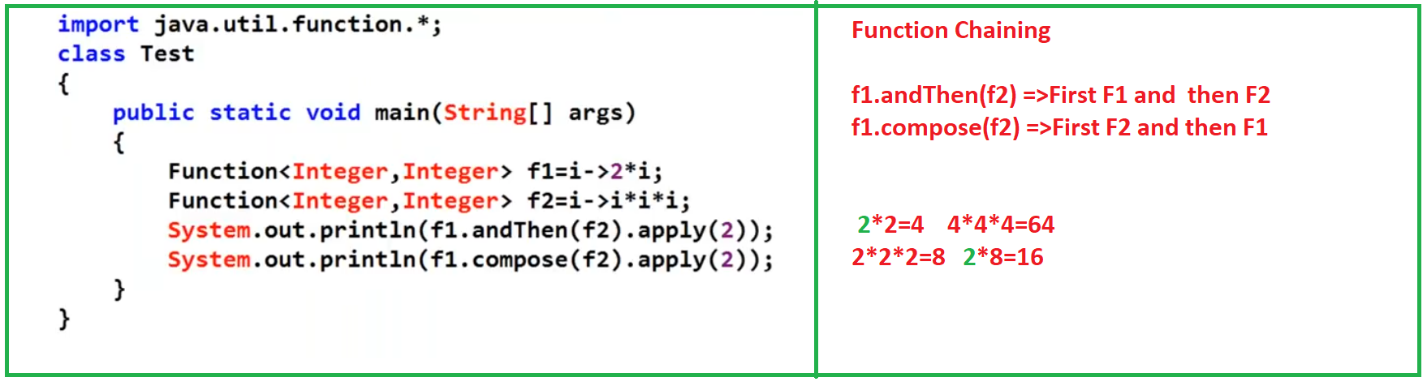 import java.util.function.*;
class Test
{
public static void main(String[] args)
{
Function<Integer,Integer> f1=i->2*i;
Function<Integer,Integer> f2=i->i*i*i;
System.out.println(f1.andThen(f2).apply(2));
System.out.println(f1.compose(f2).apply(2));
}
}
Function Chaining
f1.andThen(f2) =>First F1 and then F2
f1.compose(f2) =>First F2 and then F1
2*2=4 4*4*4=64
2*2*2=8 2*8=16